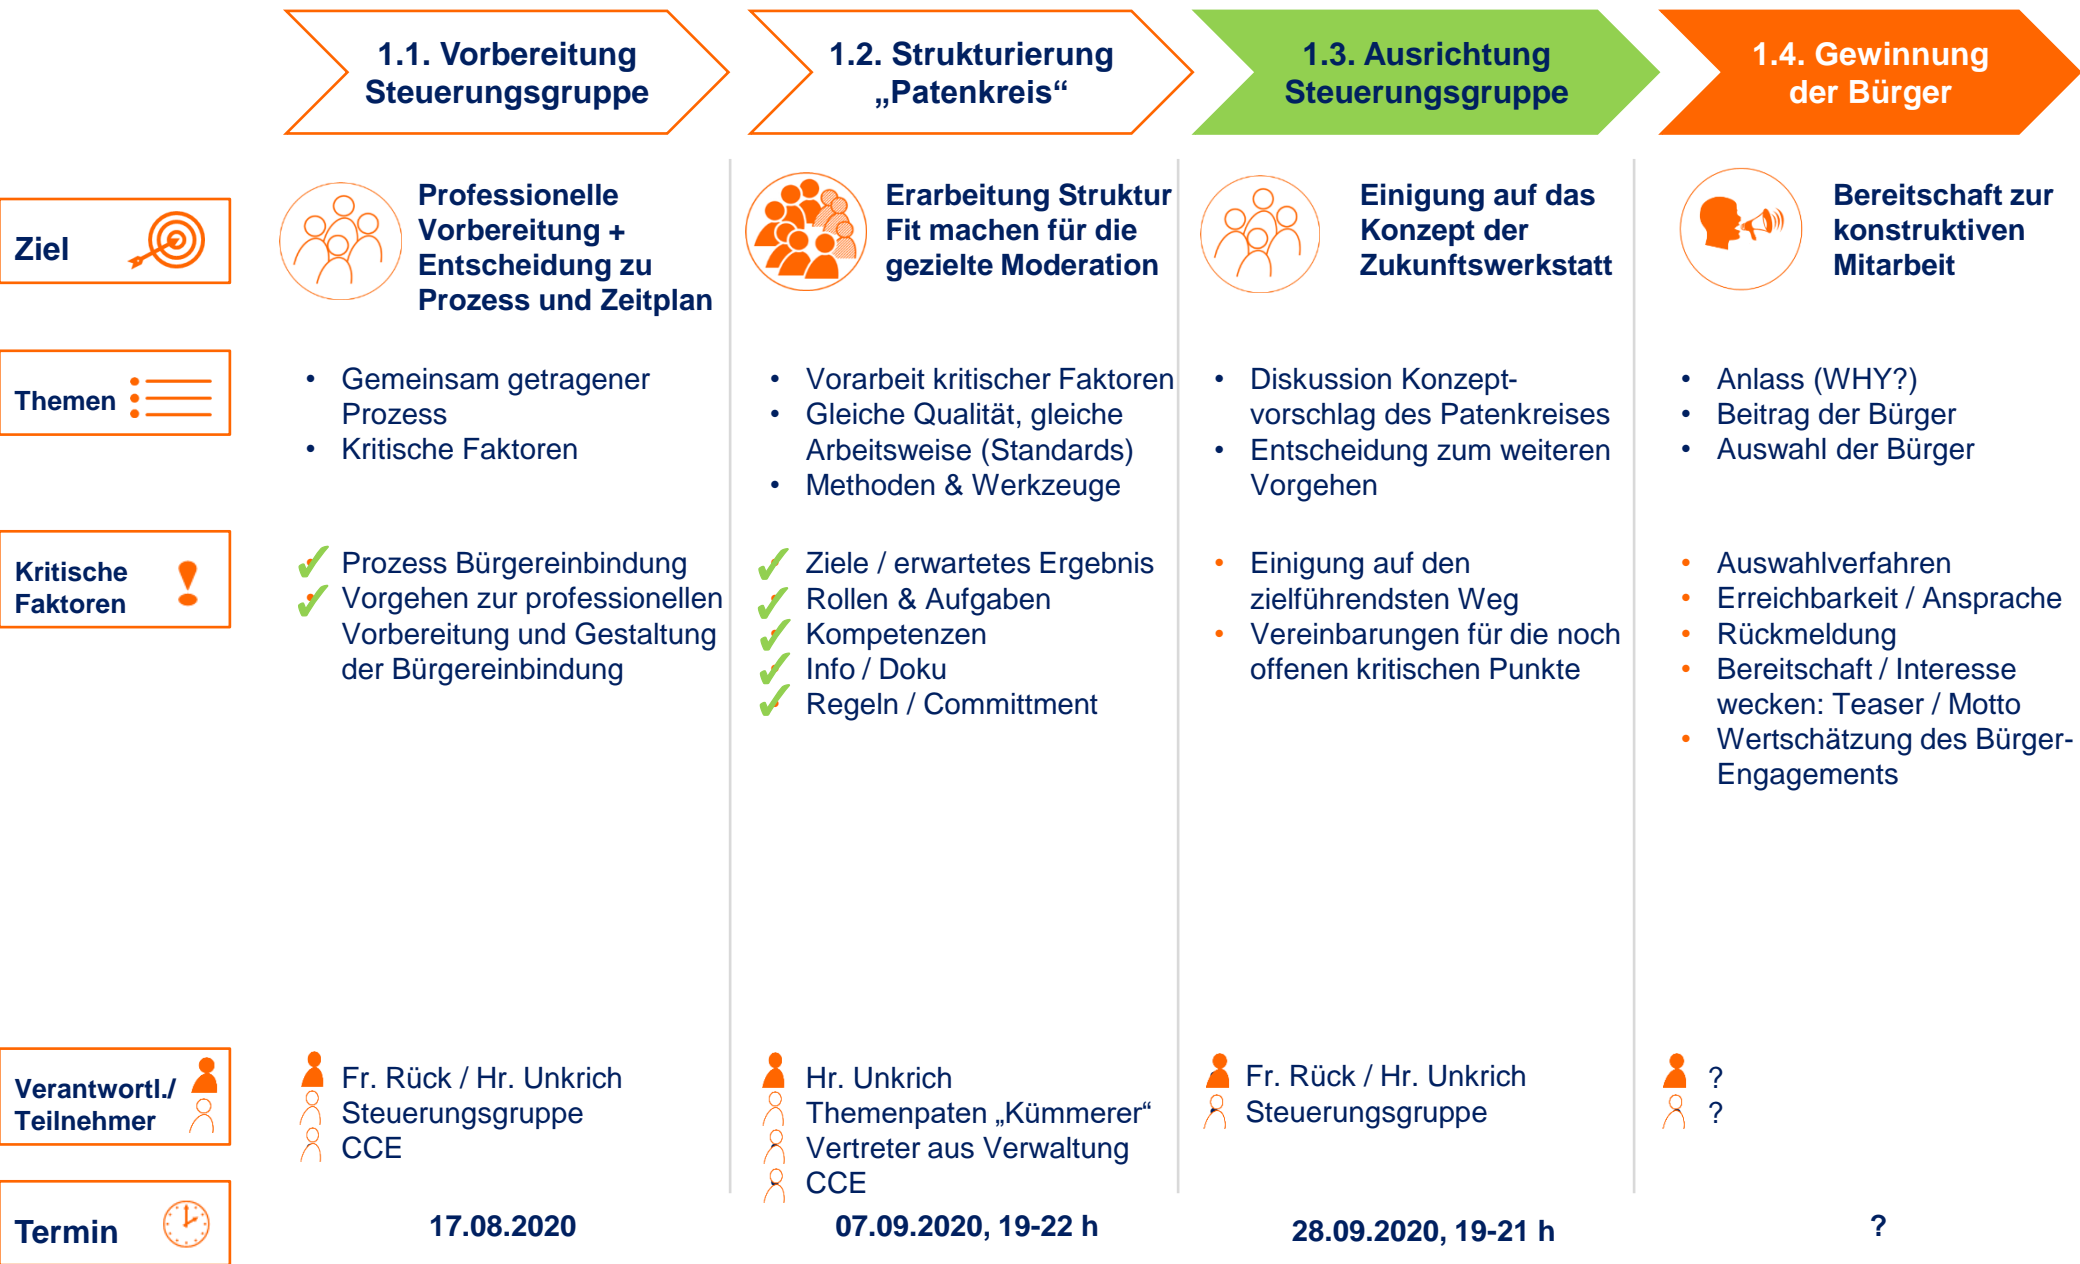 1.1. Vorbereitung
Steuerungsgruppe
1.2. Strukturierung
„Patenkreis“
1.3. Ausrichtung
Steuerungsgruppe
1.4. Gewinnung
der Bürger
Ziel
Professionelle
Vorbereitung +
Entscheidung zu
Prozess und Zeitplan
Erarbeitung Struktur
Fit machen für die
gezielte Moderation
Einigung auf das
Konzept der
Zukunftswerkstatt
Bereitschaft zur
konstruktiven
Mitarbeit
Themen
• Gemeinsam getragener
Prozess
• Kritische Faktoren
• Vorarbeit kritischer Faktoren
• Gleiche Qualität, gleiche
Arbeitsweise (Standards)
• Methoden & Werkzeuge
• Diskussion Konzept-
vorschlag des Patenkreises
• Entscheidung zum weiteren
Vorgehen
• Anlass (WHY?)
• Beitrag der Bürger
• Auswahl der Bürger
Kritische
Faktoren
✓ Prozess Bürgereinbindung
✓ Vorgehen zur professionellen
Vorbereitung und Gestaltung
der Bürgereinbindung
✓ Ziele / erwartetes Ergebnis
✓ Rollen & Aufgaben
✓ Kompetenzen
✓ Info / Doku
✓ Regeln / Committment
• Einigung auf den
zielführendsten Weg
• Vereinbarungen für die noch
offenen kritischen Punkte
• Auswahlverfahren
• Erreichbarkeit / Ansprache
• Rückmeldung
• Bereitschaft / Interesse
wecken: Teaser / Motto
• Wertschätzung des Bürger-
Engagements
Verantwortl./
Teilnehmer
Fr. Rück / Hr. Unkrich
Steuerungsgruppe
CCE
Hr. Unkrich
Themenpaten „Kümmerer“
Vertreter aus Verwaltung
CCE
Fr. Rück / Hr. Unkrich
Steuerungsgruppe
?
?
Termin
17.08.2020
07.09.2020, 19-22 h
28.09.2020, 19-21 h
?